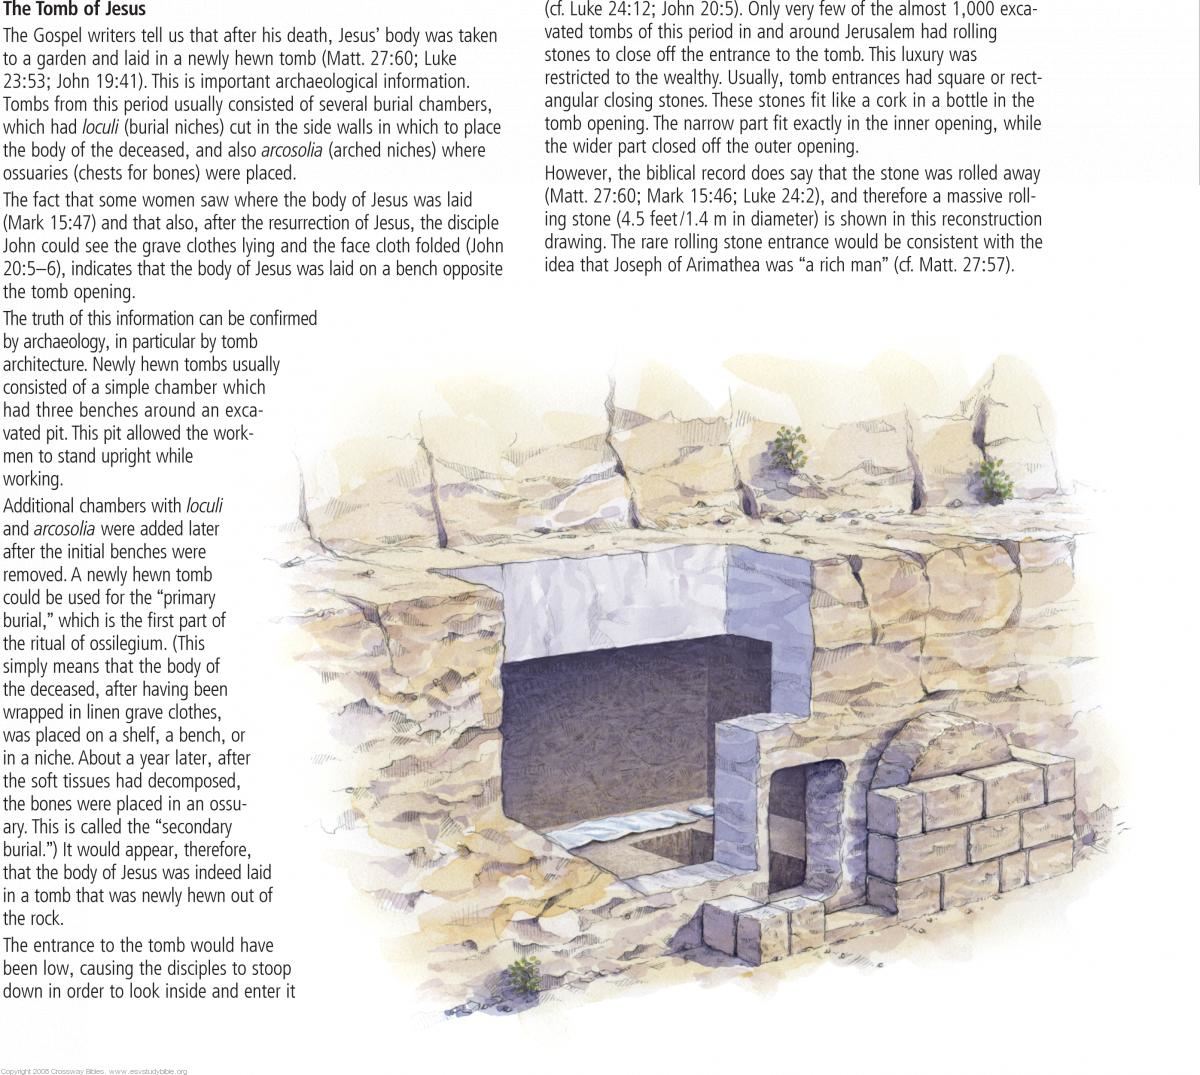 The Tomb of Jesus
The Gospel writers tell us that after his death, Jesus' body was taken
to a garden and laid in a newly hewn tomb (Matt. 27:60; Luke
23:53; John 19:41). This is important archaeological information.
Tombs from this period usually consisted of several burial chambers,
which had loculi (burial niches) cut in the side walls in which to place
the body of the deceased, and also arcosolia (arched niches) where
ossuaries (chests for bones) were placed.
The fact that some women saw where the body of Jesus was laid
(Mark 15:47) and that also, after the resurrection of Jesus, the disciple
John could see the grave clothes lying and the face cloth folded (John
20:5–6), indicates that the body of Jesus was laid on a bench opposite
the tomb opening.
The truth of this information can be confirmed
by archaeology, in particular by tomb
architecture. Newly hewn tombs usually
consisted of a simple chamber which
had three benches around an exca-
vated pit. This pit allowed the work-
men to stand upright while
working.
Additional chambers with loculi
and arcosolia were added later
after the initial benches were
removed. A newly hewn tomb
could be used for the “primary
burial,” which is the first part of
the ritual of ossilegium. (This
simply means that the body of
the deceased, after having been
wrapped in linen grave clothes,
was placed on a shelf, a bench, or
in a niche. About a year later, after
the soft tissues had decomposed,
the bones were placed in an ossu-
ary. This is called the “secondary
burial.”) It would appear, therefore,
that the body of Jesus was indeed laid
in a tomb that was newly hewn out of
the rock.
The entrance to the tomb would have
been low, causing the disciples to stoop
down in order to look inside and enter it
(cf. Luke 24:12; John 20:5). Only very few of the almost 1,000 exca-
vated tombs of this period in and around Jerusalem had rolling
stones to close off the entrance to the tomb. This luxury was
restricted to the wealthy. Usually, tomb entrances had square or rect-
angular closing stones. These stones fit like a cork in a bottle in the
tomb opening. The narrow part fit exactly in the inner opening, while
the wider part closed off the outer opening.
However, the biblical record does say that the stone was rolled away
(Matt. 27:60; Mark 15:46; Luke 24:2), and therefore a massive roll-
ing stone (4.5 feet/1.4 m in diameter) is shown in this reconstruction
drawing. The rare rolling stone entrance would be consistent with the
idea that Joseph of Arimathea was “a rich man” (cf. Matt. 27:57).
Copyright 2008 Crossway Bibles. www.esvstudybible.org